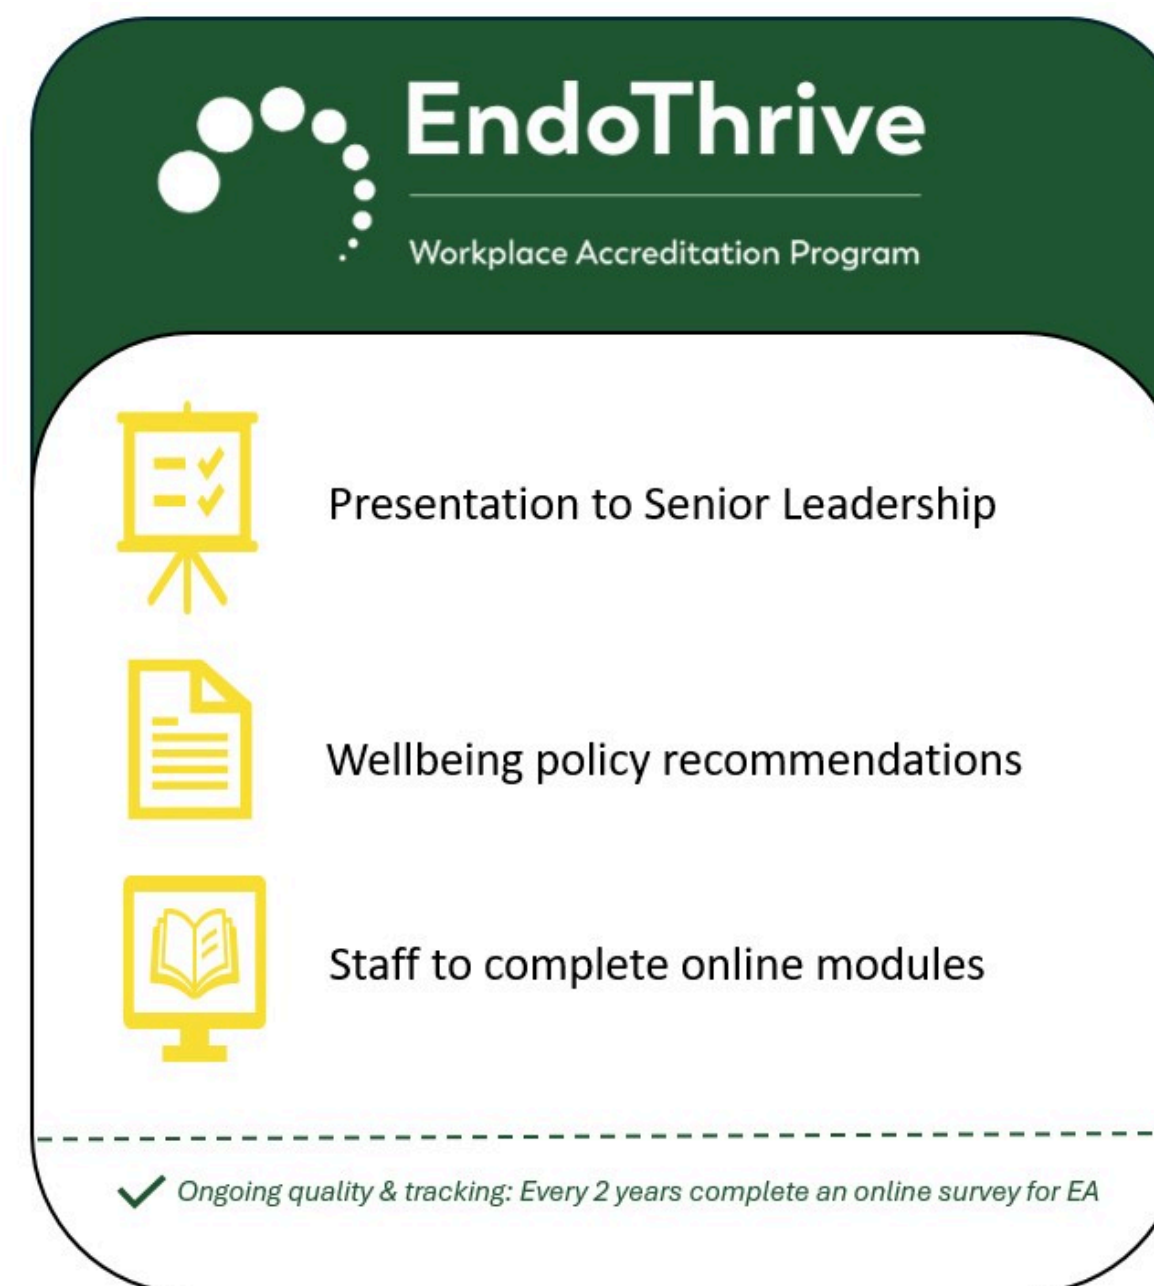 EndoThrive
Workplace Accreditation Program
Presentation to Senior Leadership
Wellbeing policy recommendations
Staff to complete online modules
Ongoing quality & tracking: Every 2 years complete an online survey for EA